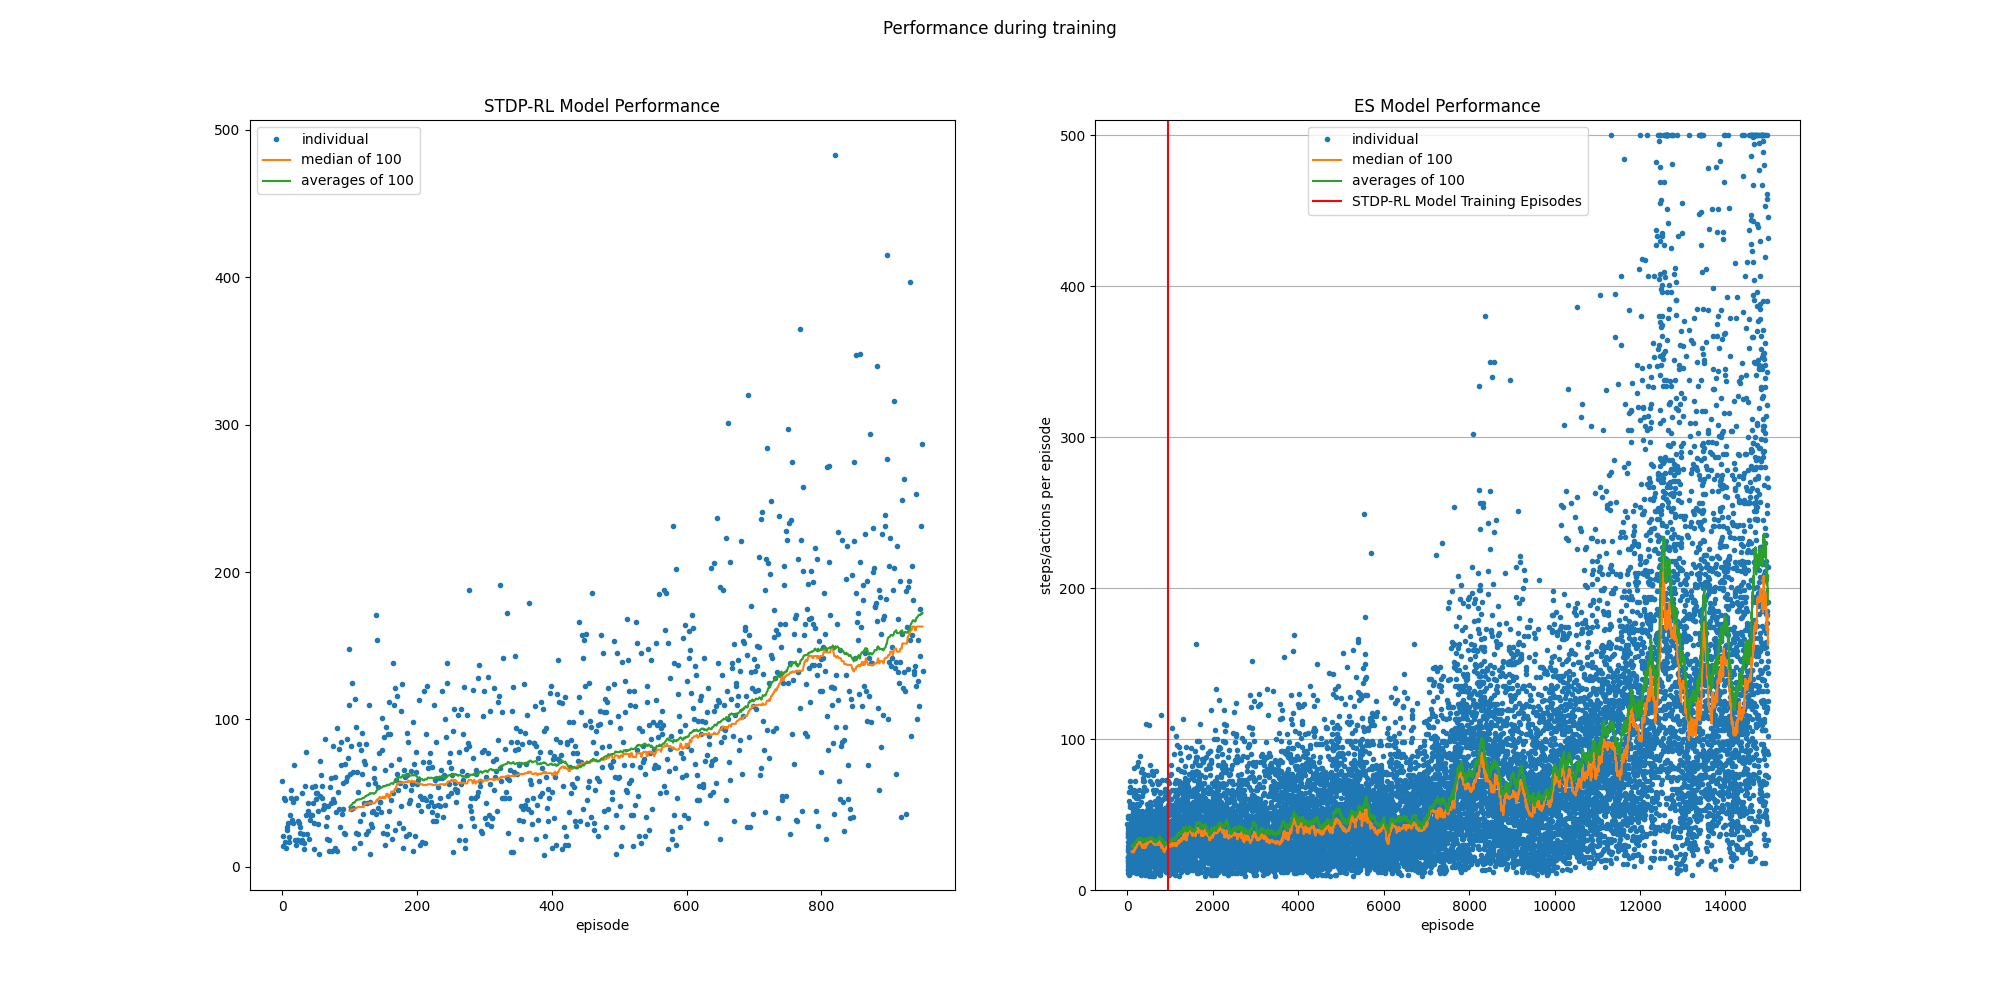 Performance during training
STDP-RL Model Performance
500
400
300
200
100
0
individual
median of 100
averages of 100
0 200 400 600 800
episode
ES Model Performance
steps/actions per episode
500
400
300
200
100
0
individual
median of 100
averages of 100
STDP-RL Model Training Episodes
0 2000 4000 6000 8000 10000 12000 14000
episode